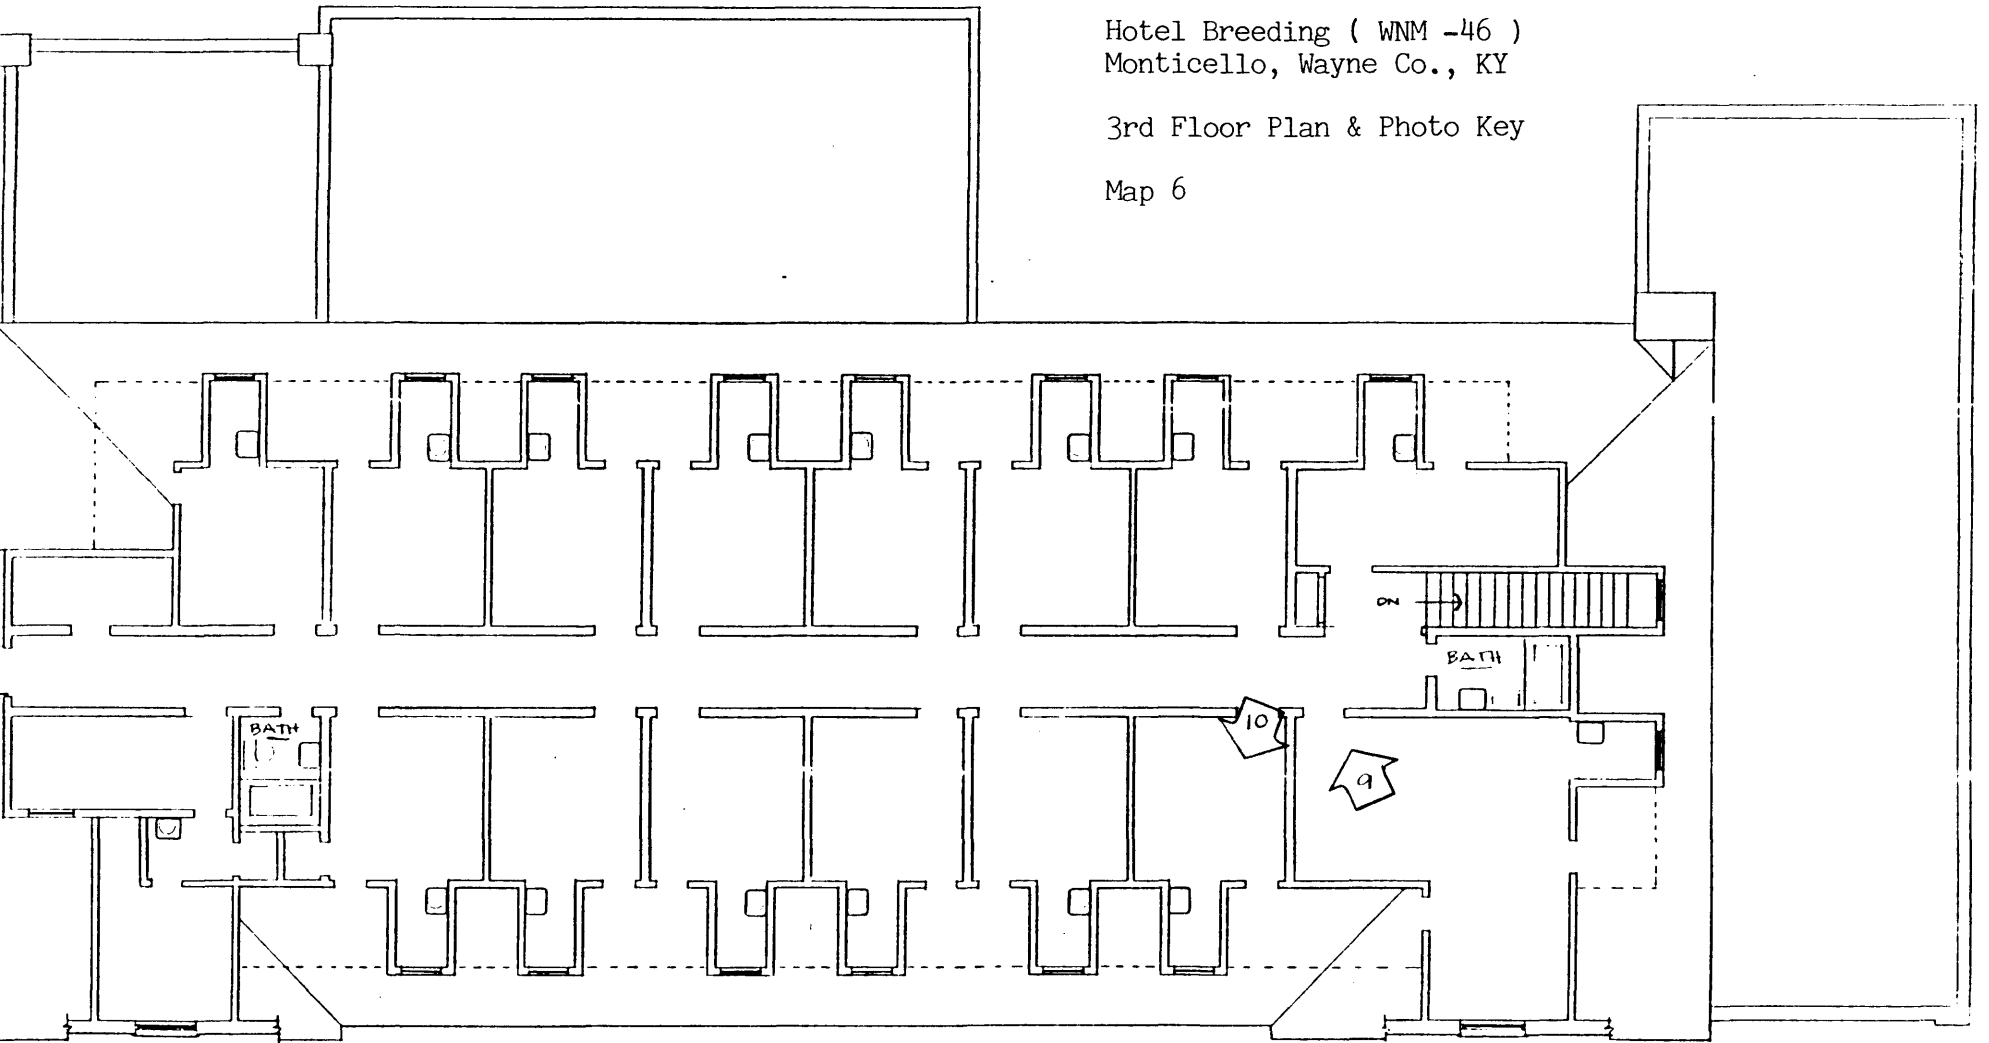 Hotel Breeding ( WNM -46 )
Monticello, Wayne Co., KY
3rd Floor Plan & Photo Key
Map 6
DN
BATH
BATH
10
9